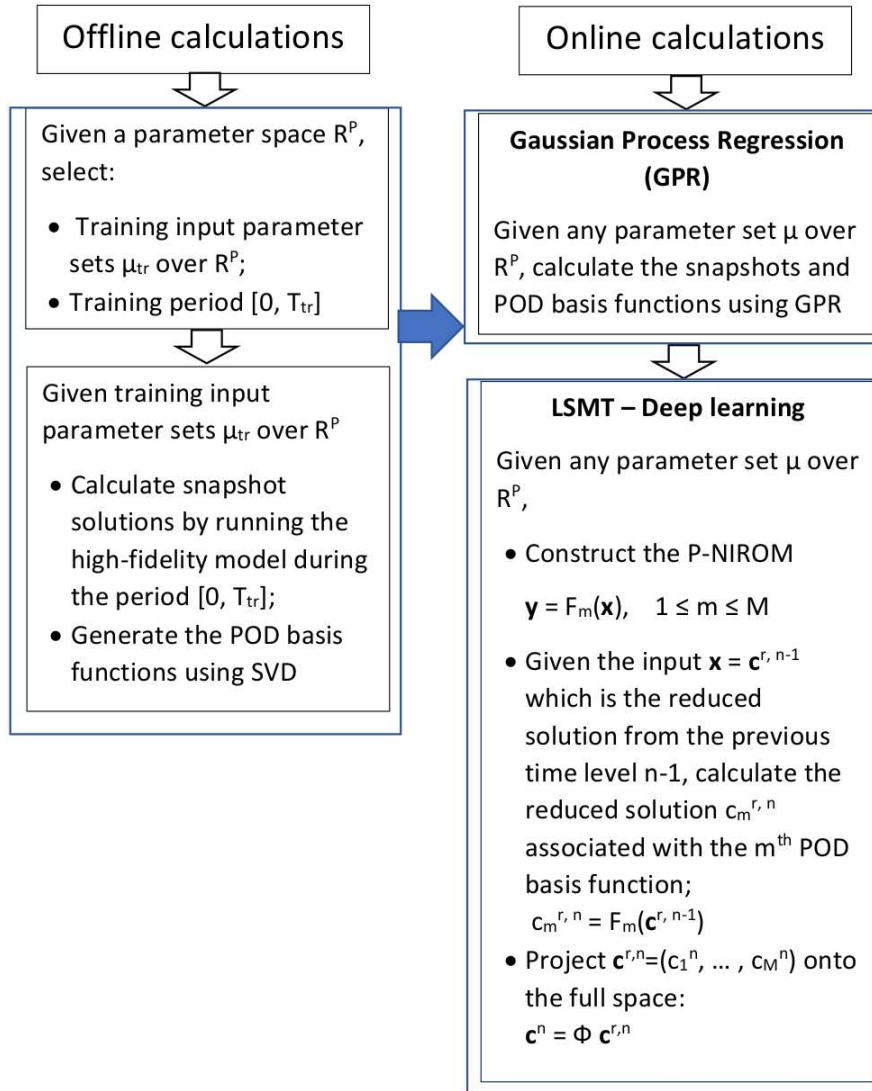 Offline calculations
Given a parameter space R^P,
select:
• Training input parameter
sets μ_tr over R^P;
• Training period [0, T_tr]
Given training input
parameter sets μ_tr over R^P
• Calculate snapshot
solutions by running the
high-fidelity model during
the period [0, T_tr];
• Generate the POD basis
functions using SVD
Online calculations
Gaussian Process Regression
(GPR)
Given any parameter set μ over
R^P, calculate the snapshots and
POD basis functions using GPR
LSMT – Deep learning
Given any parameter set μ over
R^P,
• Construct the P-NIROM
y = F_m(x), 1 ≤ m ≤ M
• Given the input x = c^{r, n-1}
which is the reduced
solution from the previous
time level n-1, calculate the
reduced solution c_m^{r, n}
associated with the m^th POD
basis function;
c_m^{r, n} = F_m(c^{r, n-1})
• Project c^{r,n}=(c_1^n, … , c_M^n) onto
the full space:
c^n = Φ c^{r,n}